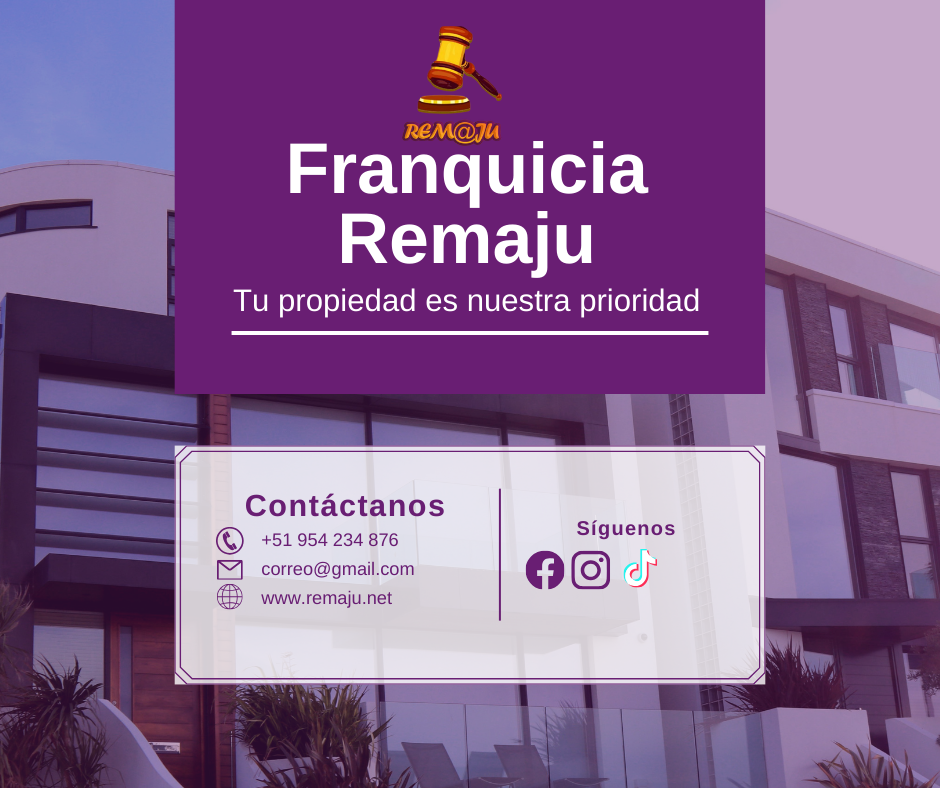 REM@JU
Franquicia
Remaju
Tu propiedad es nuestra prioridad
Contáctanos
+51 954 234 876
correo@gmail.com
www.remaju.net
Síguenos